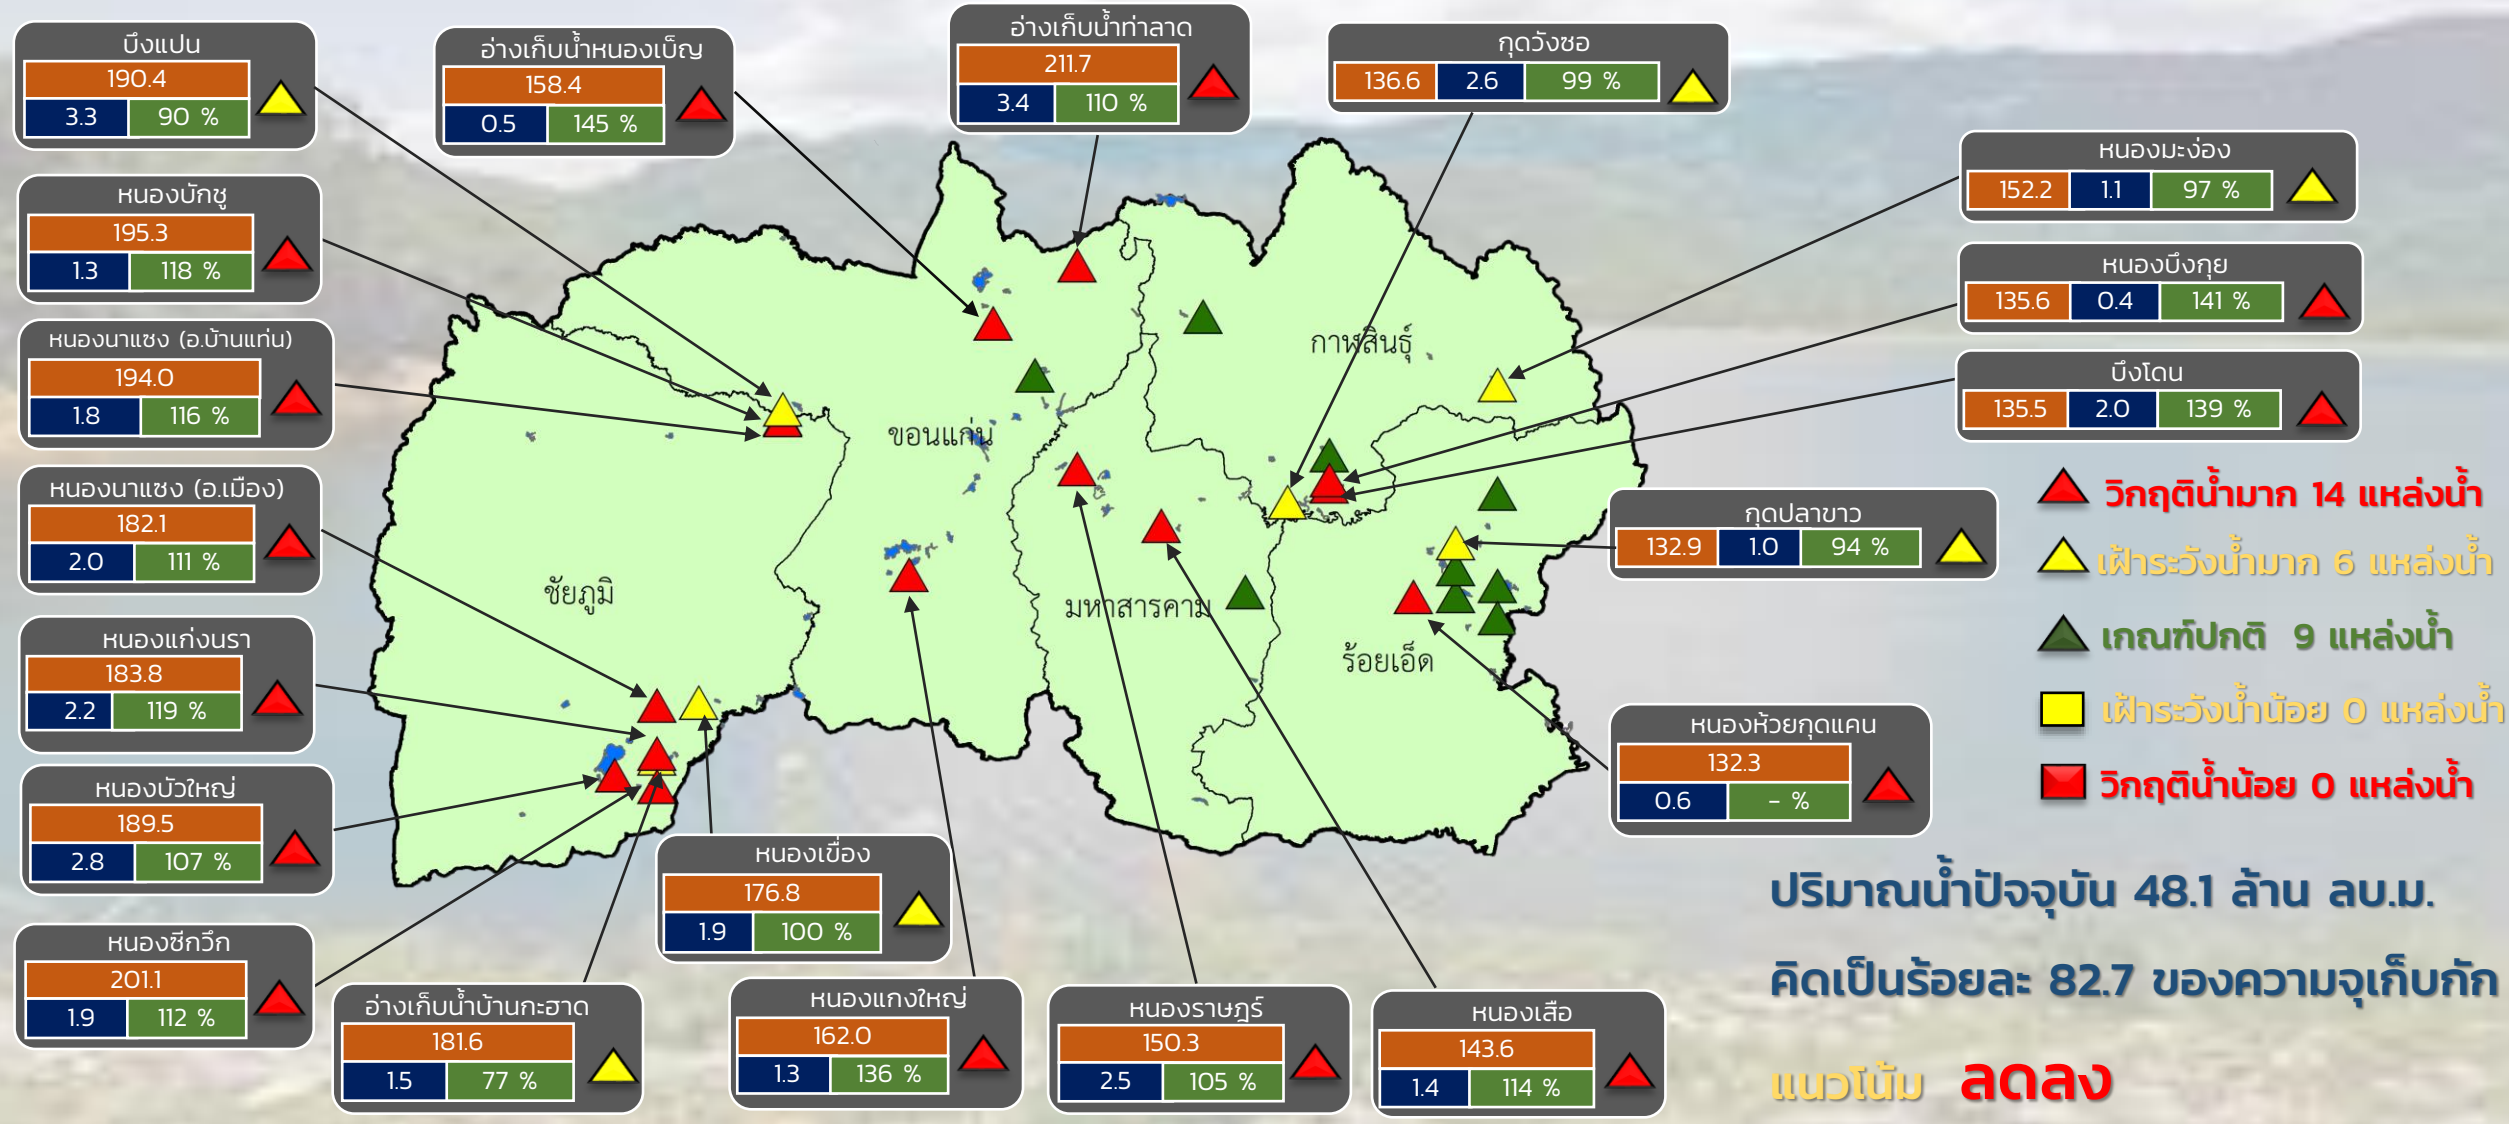 บึงแปน
190.4
3.3 90 %
อ่างเก็บน้ำหนองเบ็ญ
158.4
0.5 145 %
อ่างเก็บน้ำท่าลาด
211.7
3.4 110 %
กุดวังซอ
136.6 2.6 99 %
หนองมะง่อง
152.2 1.1 97 %
หนองบักชู
195.3
1.3 118 %
หนองบึงกุย
135.6 0.4 141 %
หนองนาแซง (อ.บ้านแท่น)
194.0
1.8 116 %
บึงโดน
135.5 2.0 139 %
หนองนาแซง (อ.เมือง)
182.1
2.0 111 %
กุดปลาขาว
132.9 1.0 94 %
หนองแก่งนรา
183.8
2.2 119 %
หนองห้วยกุดแคน
132.3
0.6 - %
หนองบัวใหญ่
189.5
2.8 107 %
หนองเขื่อง
176.8
1.9 100 %
หนองซีกวึก
201.1
1.9 112 %
อ่างเก็บน้ำบ้านกะฮาด
181.6
1.5 77 %
หนองแกงใหญ่
162.0
1.3 136 %
หนองราษฎร์
150.3
2.5 105 %
หนองเสือ
143.6
1.4 114 %
กาฬสินธุ์
ขอนแก่น
ชัยภูมิ
มหาสารคาม
ร้อยเอ็ด
วิกฤติน้ำมาก 14 แหล่งน้ำ
เฝ้าระวังน้ำมาก 6 แหล่งน้ำ
เกณฑ์ปกติ 9 แหล่งน้ำ
เฝ้าระวังน้ำน้อย 0 แหล่งน้ำ
วิกฤติน้ำน้อย 0 แหล่งน้ำ
ปริมาณน้ำปัจจุบัน 48.1 ล้าน ลบ.ม.
คิดเป็นร้อยละ 82.7 ของความจุเก็บกัก
แนวโน้ม ลดลง